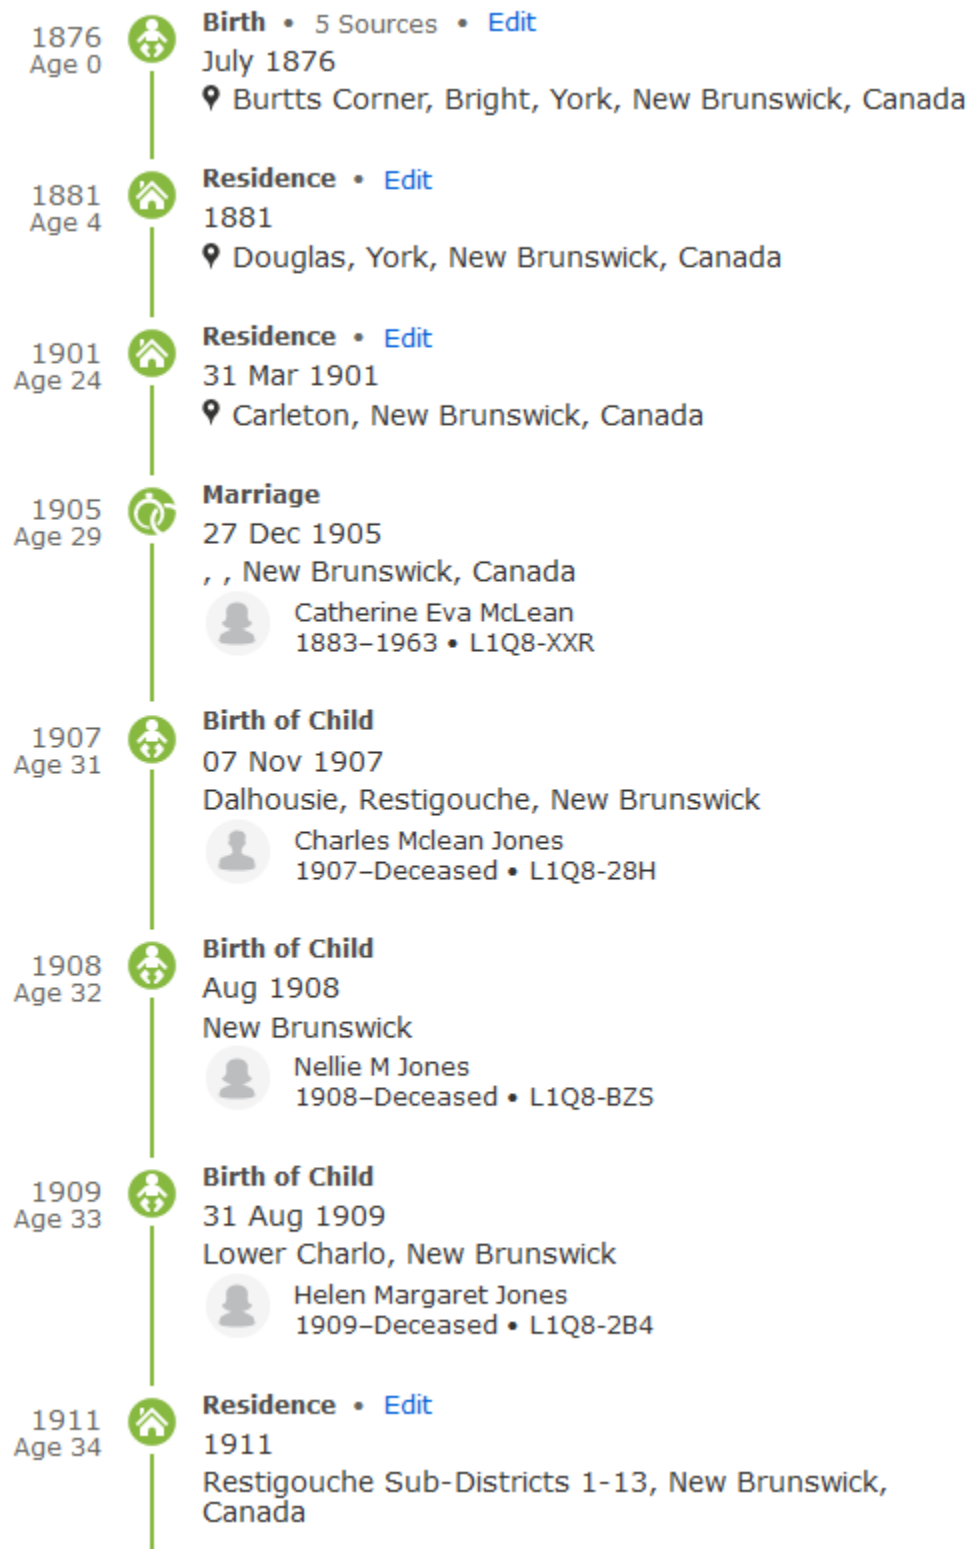 1876
Age 0
Birth • 5 Sources • Edit
July 1876
Burtts Corner, Bright, York, New Brunswick, Canada
1881
Age 4
Residence • Edit
1881
Douglas, York, New Brunswick, Canada
1901
Age 24
Residence • Edit
31 Mar 1901
Carleton, New Brunswick, Canada
1905
Age 29
Marriage
27 Dec 1905
, , New Brunswick, Canada
Catherine Eva McLean
1883–1963 • L1Q8-XXR
1907
Age 31
Birth of Child
07 Nov 1907
Dalhousie, Restigouche, New Brunswick
Charles Mclean Jones
1907–Deceased • L1Q8-28H
1908
Age 32
Birth of Child
Aug 1908
New Brunswick
Nellie M Jones
1908–Deceased • L1Q8-BZS
1909
Age 33
Birth of Child
31 Aug 1909
Lower Charlo, New Brunswick
Helen Margaret Jones
1909–Deceased • L1Q8-2B4
1911
Age 34
Residence • Edit
1911
Restigouche Sub-Districts 1-13, New Brunswick,
Canada